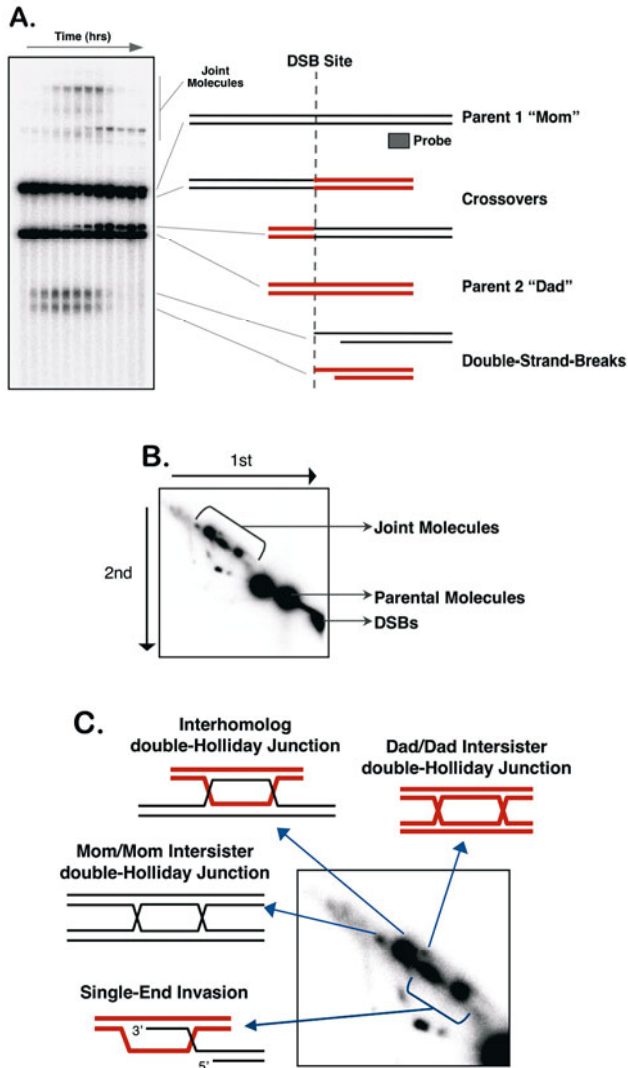 A.
Time (hrs)
Joint
Molecules
DSB Site
Parent 1 "Mom"
Probe
Crossovers
Parent 2 "Dad"
Double-Strand-Breaks
B.
1st
2nd
Joint Molecules
Parental Molecules
DSBs
C.
Interhomolog
double-Holliday Junction
Dad/Dad Intersister
double-Holliday Junction
Mom/Mom Intersister
double-Holliday Junction
Single-End Invasion
3'
5'